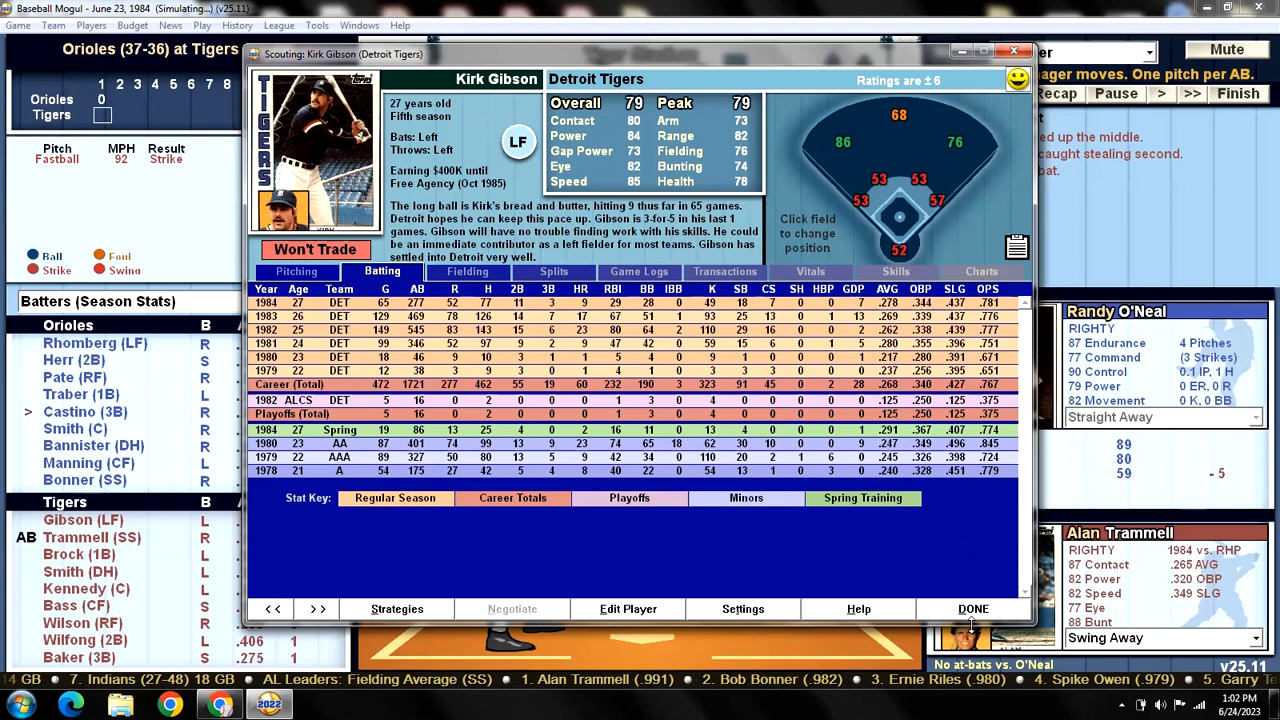 Baseball Mogul - June 23, 1984 (Simulating) (v25.11)
Game Team Players Budget News Play History League Tools Windows Help
Orioles (37-36) at Tigers
1 2 3 4 5 6 7 8
Orioles 0
Tigers
Pitch MPH Result
Fastball 92 Strike
Ball Foul
Strike Swing
Batters (Season Stats)
Orioles B
Rhomberg (LF) R
Herr (2B) S
Pate (RF) R
Traber (1B) L
> Castino (3B) R
Smith (C) R
Bannister (DH) R
Manning (CF) L
Bonner (SS) R
Tigers B
Gibson (LF) L
AB Trammell (SS) R
Brock (1B) L
Smith (DH) L
Kennedy (C) L
Bass (CF) S
Wilson (RF) R
Wilfong (2B) L .406 1
Baker (3B) S .275 1
Scouting: Kirk Gibson (Detroit Tigers)
Topps
TIGERS
KIRK
Kirk Gibson
27 years old
Fifth season
Bats: Left
Throws: Left
Earning $400K until
Free Agency (Oct 1985)
LF
Won't Trade
Detroit Tigers
Ratings are ± 6
Overall 79 Peak 79
Contact 80 Arm 73
Power 84 Range 82
Gap Power 73 Fielding 76
Eye 82 Bunting 74
Speed 85 Health 78
The long ball is Kirk's bread and butter, hitting 9 thus far in 65 games.
Detroit hopes he can keep this pace up. Gibson is 3-for-5 in his last 1
games. Gibson will have no trouble finding work with his skills. He could
be an immediate contributor as a left fielder for most teams. Gibson has
settled into Detroit very well.
68
86 76
53 53
53 57
52
Click field
to change
position
Pitching Batting Fielding Splits Game Logs Transactions Vitals Skills Charts
Year Age Team G AB R H 2B 3B HR RBI BB IBB K SB CS SH HBP GDP AVG OBP SLG OPS
1984 27 DET 65 277 52 77 11 3 9 29 28 0 49 18 7 0 0 7 .278 .344 .437 .781
1983 26 DET 129 469 78 126 14 7 17 67 51 1 93 25 13 0 1 13 .269 .339 .437 .776
1982 25 DET 149 545 83 143 15 6 23 80 64 2 110 29 16 0 0 2 .262 .338 .439 .777
1981 24 DET 99 346 52 97 9 2 9 47 42 0 59 15 6 0 1 5 .280 .355 .396 .751
1980 23 DET 18 46 9 10 3 1 1 5 4 0 9 1 3 0 0 0 .217 .280 .391 .671
1979 22 DET 12 38 3 9 3 0 1 4 1 0 3 3 0 0 0 1 .237 .256 .395 .651
Career (Total) 472 1721 277 462 55 19 60 232 190 3 323 91 45 0 2 28 .268 .340 .427 .767
1982 ALCS DET 5 16 0 2 0 0 0 1 3 0 4 0 0 0 0 0 .125 .250 .125 .375
Playoffs (Total) 5 16 0 2 0 0 0 1 3 0 4 0 0 0 0 0 .125 .250 .125 .375
1984 27 Spring 19 86 13 25 4 0 2 16 11 0 13 4 0 0 0 1 .291 .367 .407 .774
1980 23 AA 87 401 74 99 13 9 23 74 65 18 62 30 10 0 0 9 .247 .349 .496 .845
1979 22 AAA 89 327 50 80 13 5 9 42 34 0 110 20 2 1 6 0 .245 .326 .398 .724
1978 21 A 54 175 27 42 5 4 8 40 22 0 54 13 1 0 3 0 .240 .328 .451 .779
Stat Key: Regular Season Career Totals Playoffs Minors Spring Training
<< >> Strategies Negotiate Edit Player Settings Help DONE
Mute
nager moves. One pitch per AB.
Recap Pause > >> Finish
ed up the middle.
caught stealing second.
bat.
Randy O'Neal
RIGHTY
87 Endurance 4 Pitches
77 Command (3 Strikes)
90 Control 0.1 IP, 1 H
79 Power 0 ER, 0 R
82 Movement 0 K, 0 BB
Straight Away
89
80
59 - 5
Alan Trammell
RIGHTY 1984 vs. RHP
87 Contact .265 AVG
82 Power .320 OBP
82 Speed .349 SLG
77 Eye
88 Bunt
Swing Away
No at-bats vs. O'Neal
v25.11
14 GB • 7. Indians (27-48) 18 GB • AL Leaders: Fielding Average (SS) • 1. Alan Trammell (.991) • 2. Bob Bonner (.982) • 3. Ernie Riles (.980) • 4. Spike Owen (.979) • 5. Garry Te
2022
1:02 PM
6/24/2023